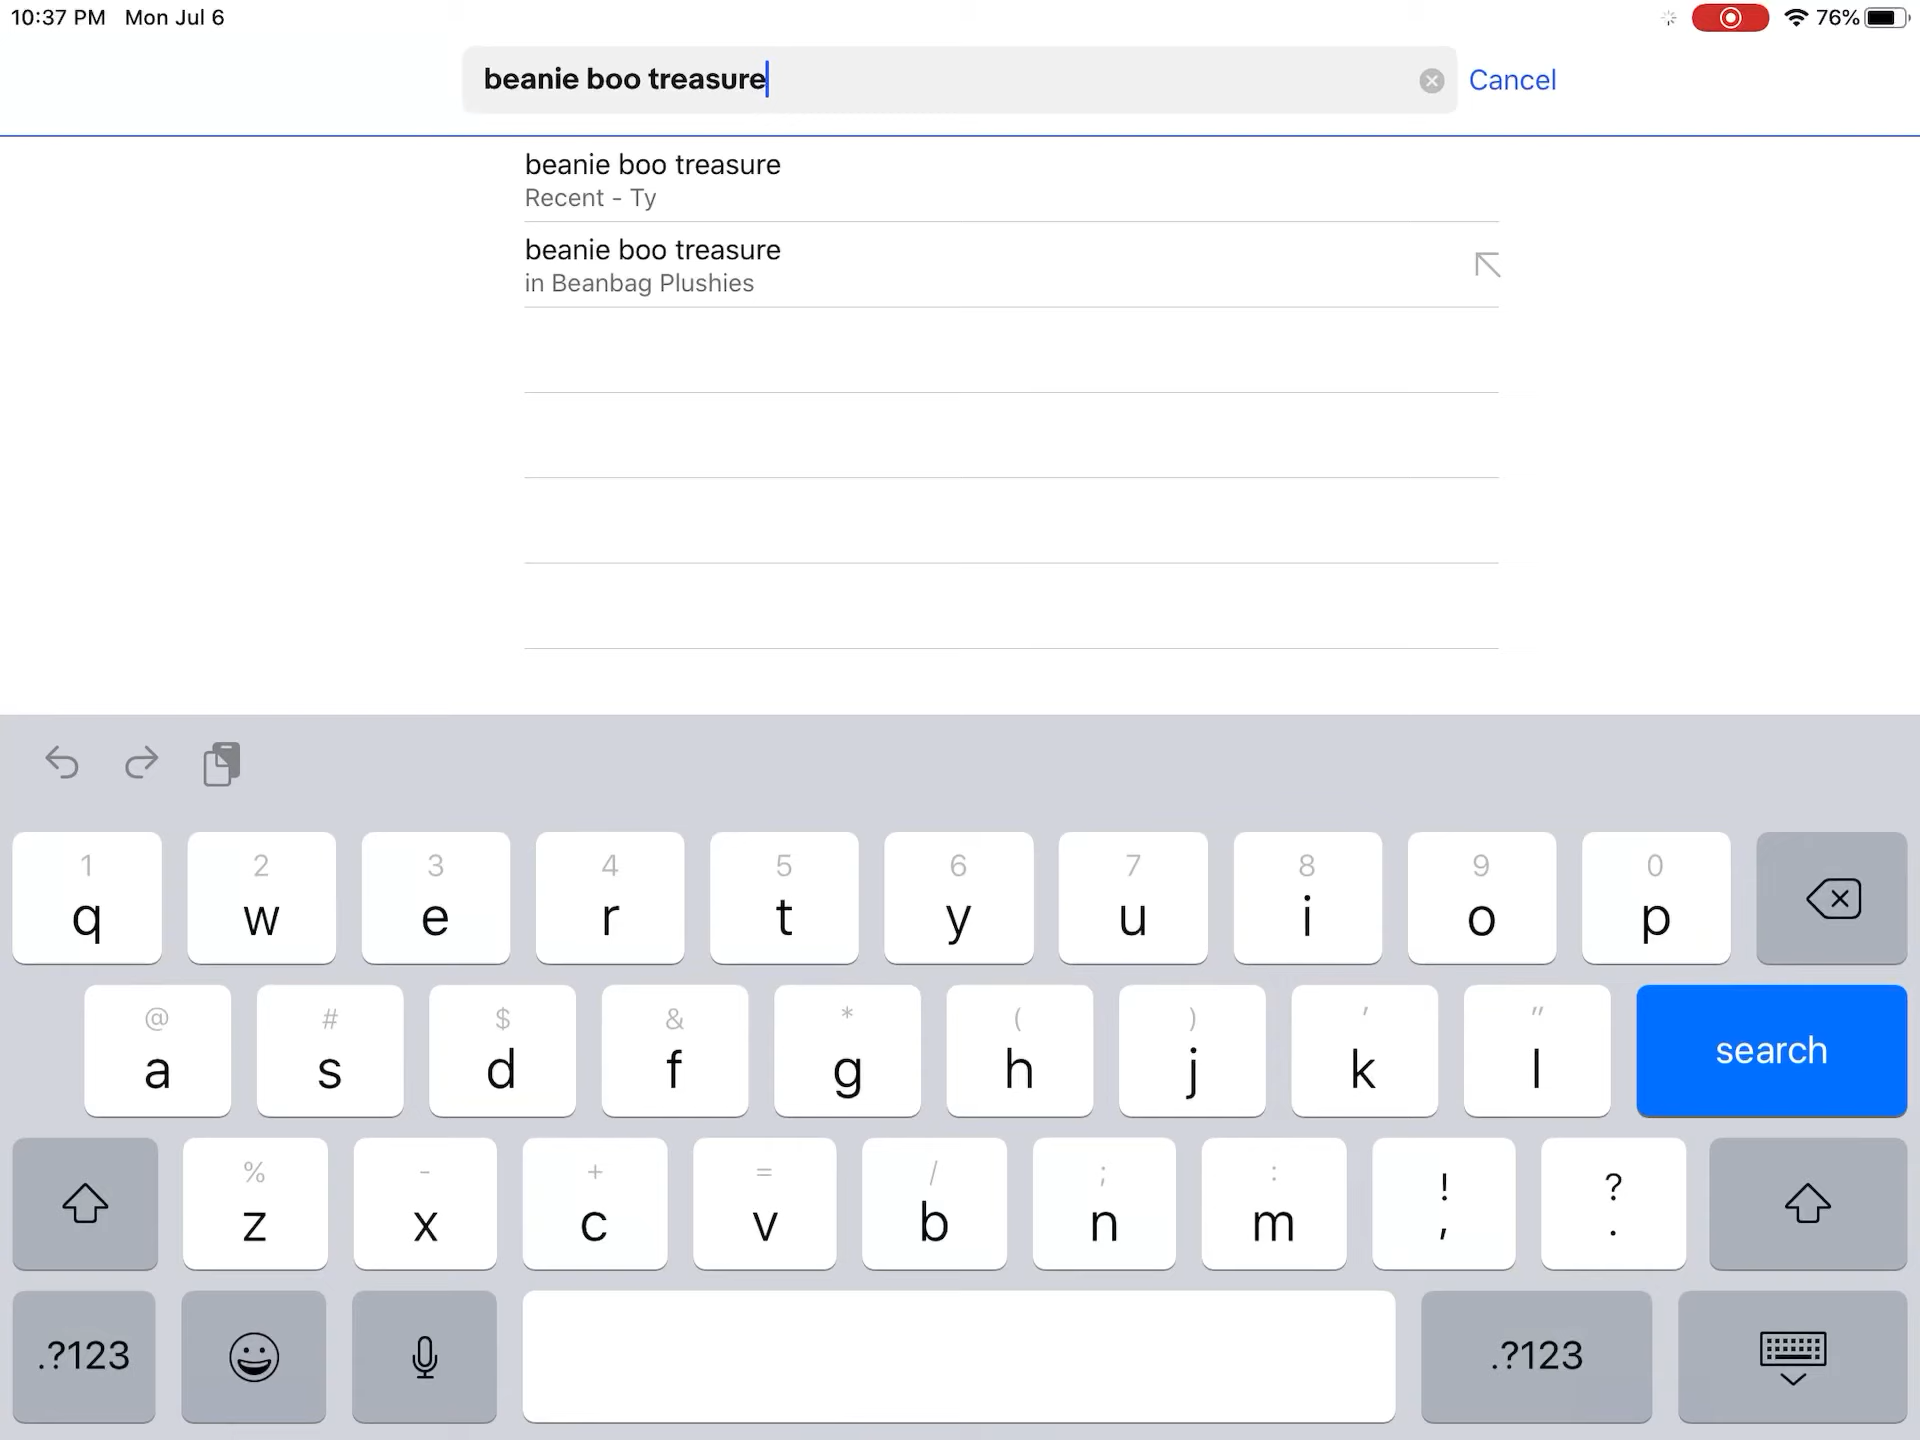 10:37 PM Mon Jul 6
76%
beanie boo treasure
Cancel
beanie boo treasure
Recent - Ty
beanie boo treasure
in Beanbag Plushies
1 2 3 4 5 6 7 8 9 0
q w e r t y u i o p
@ # $ & * ( ) ' "
a s d f g h j k l
search
% - + = / ; : ! ?
z x c v b n m , .
.?123
.?123